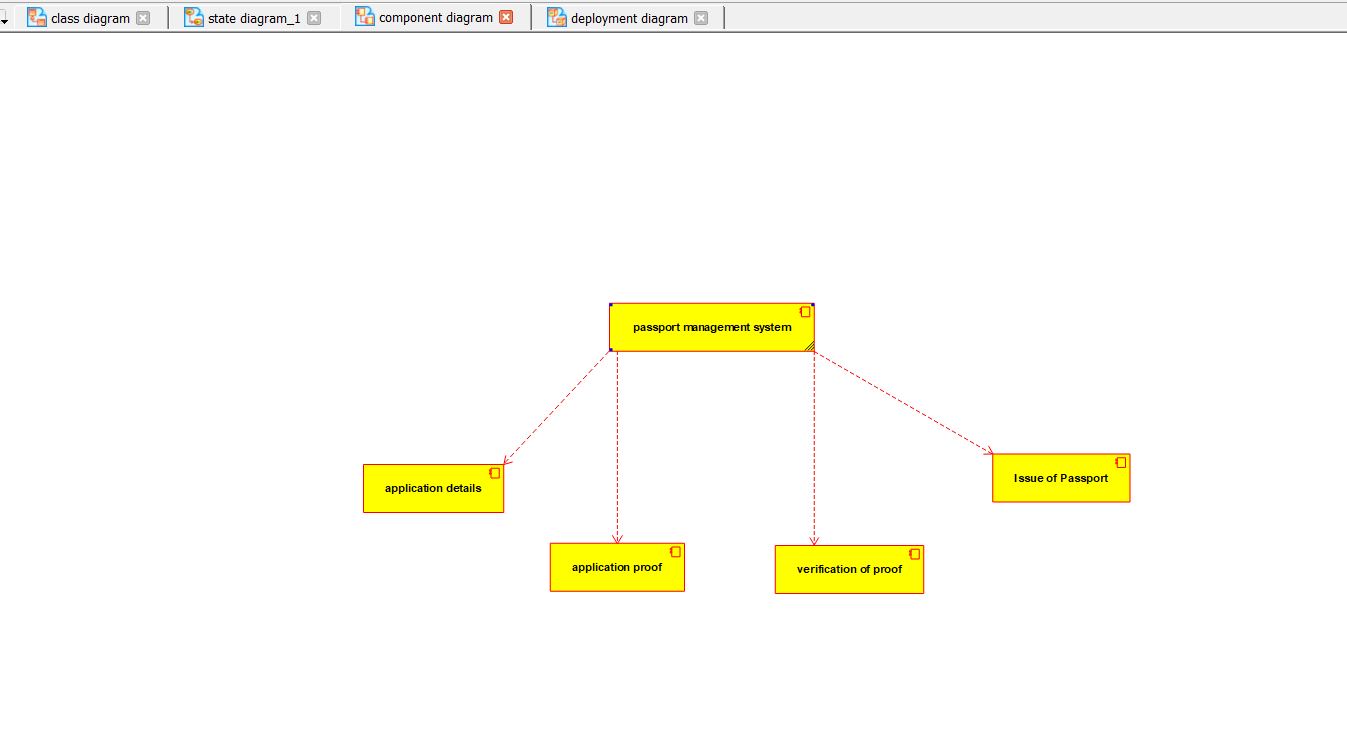 class diagram
state diagram_1
component diagram
deployment diagram
passport management system
application details
Issue of Passport
application proof
verification of proof